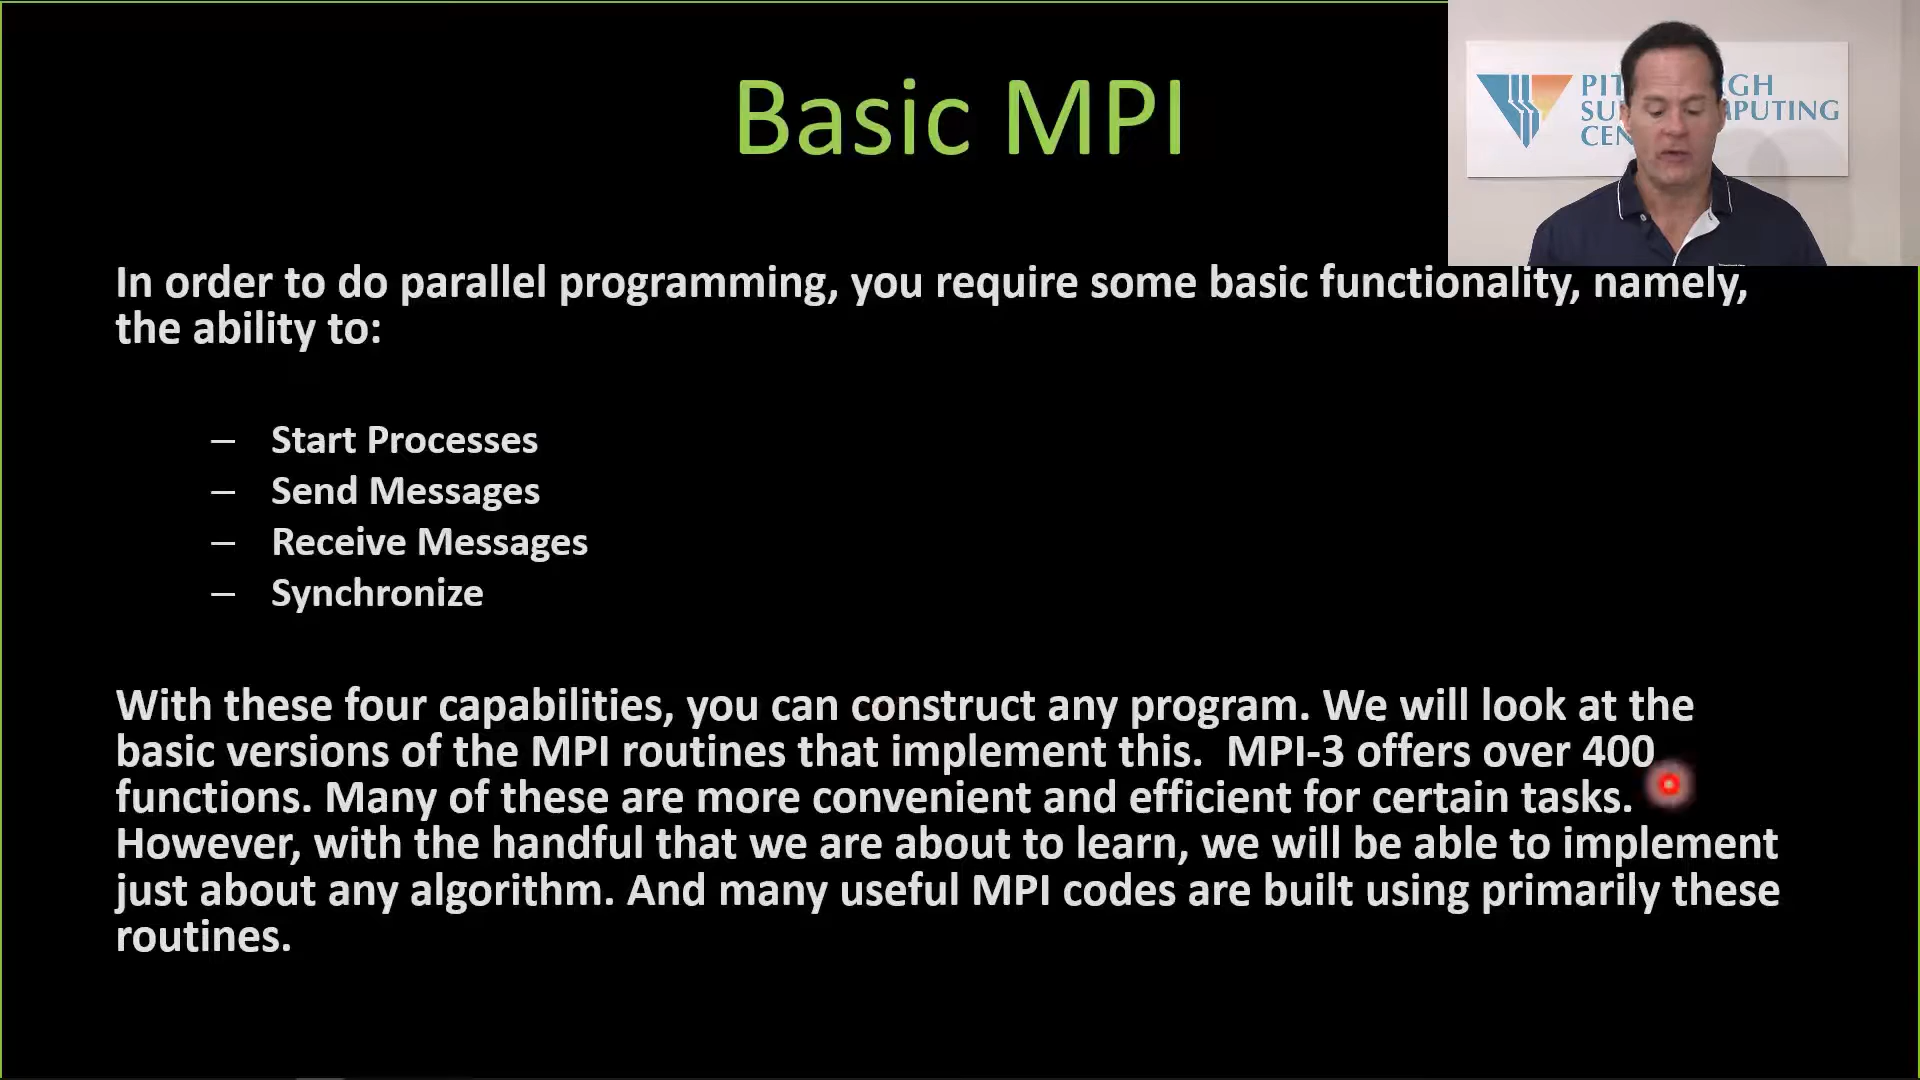 Basic MPI
In order to do parallel programming, you require some basic functionality, namely,
the ability to:
– Start Processes
– Send Messages
– Receive Messages
– Synchronize
With these four capabilities, you can construct any program. We will look at the
basic versions of the MPI routines that implement this.  MPI-3 offers over 400
functions. Many of these are more convenient and efficient for certain tasks.
However, with the handful that we are about to learn, we will be able to implement
just about any algorithm. And many useful MPI codes are built using primarily these
routines.